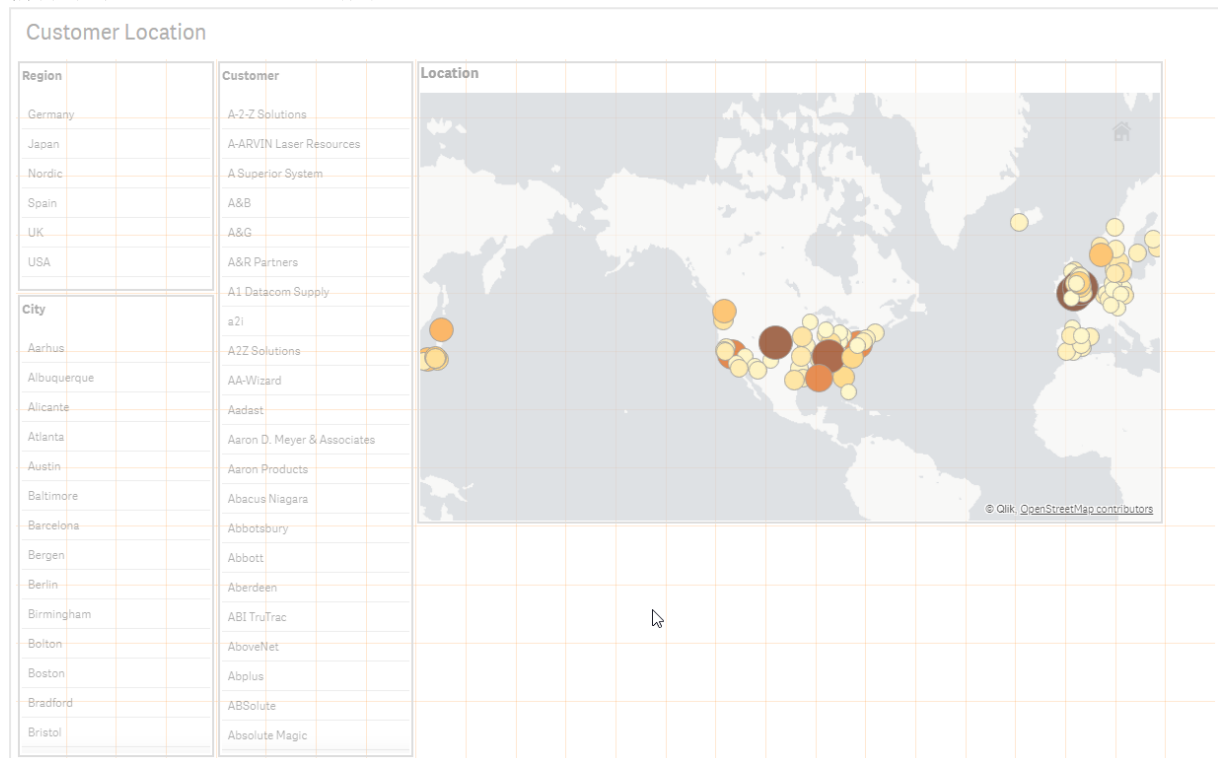 Customer Location
Region
Germany
Japan
Nordic
Spain
UK
USA
City
Aarhus
Albuquerque
Alicante
Atlanta
Austin
Baltimore
Barcelona
Bergen
Berlin
Birmingham
Bolton
Boston
Bradford
Bristol
Customer
A-2-Z Solutions
A-ARVIN Laser Resources
A Superior System
A&B
A&G
A&R Partners
A1 Datacom Supply
a2i
A2Z Solutions
AA-Wizard
Aadast
Aaron D. Meyer & Associates
Aaron Products
Abacus Niagara
Abbotsbury
Abbott
Aberdeen
ABI TruTrac
AboveNet
Abplus
ABSolute
Absolute Magic
Location
© Qlik, OpenStreetMap contributors